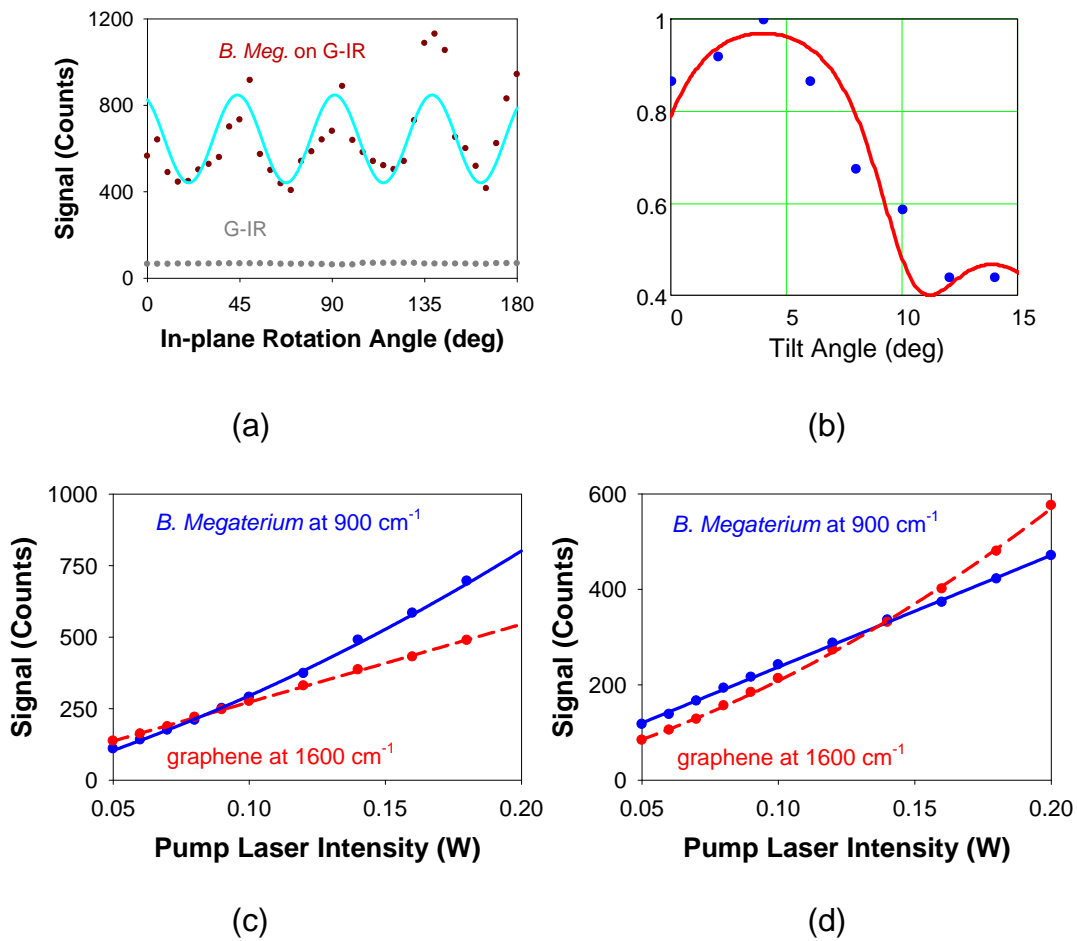 1200
800
400
0
Signal (Counts)
B. Meg. on G-IR
G-IR
0 45 90 135 180
In-plane Rotation Angle (deg)
(a)
1
0.8
0.6
0.4
0 5 10 15
Tilt Angle (deg)
(b)
1000
750
500
250
0
Signal (Counts)
B. Megaterium at 900 cm-1
graphene at 1600 cm-1
0.05 0.10 0.15 0.20
Pump Laser Intensity (W)
(c)
600
400
200
0
Signal (Counts)
B. Megaterium at 900 cm-1
graphene at 1600 cm-1
0.05 0.10 0.15 0.20
Pump Laser Intensity (W)
(d)